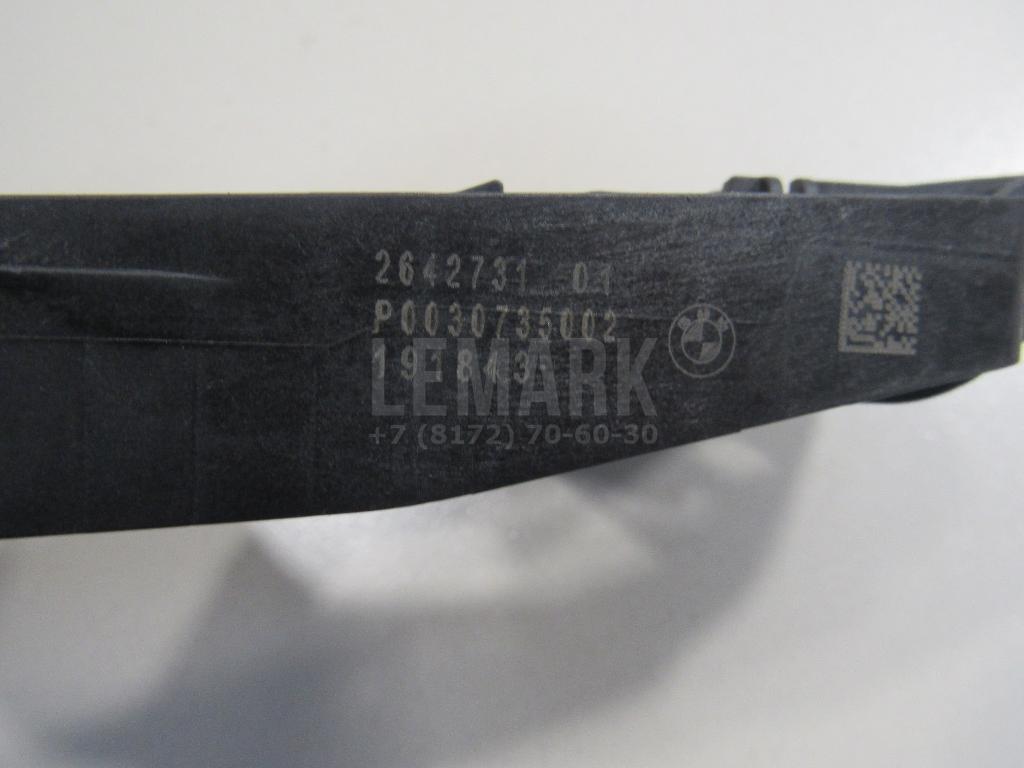 2642731 01
P0030735002
LEMARK
+7 (8172) 70-60-30